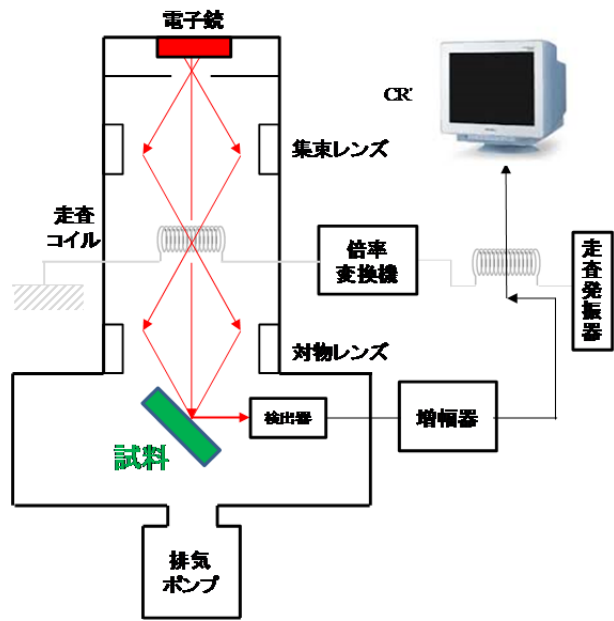 電子銃
CR
集束レンズ
走査
コイル
倍率
変換機
走査発振器
対物レンズ
検出器
増幅器
試料
排気
ポンプ